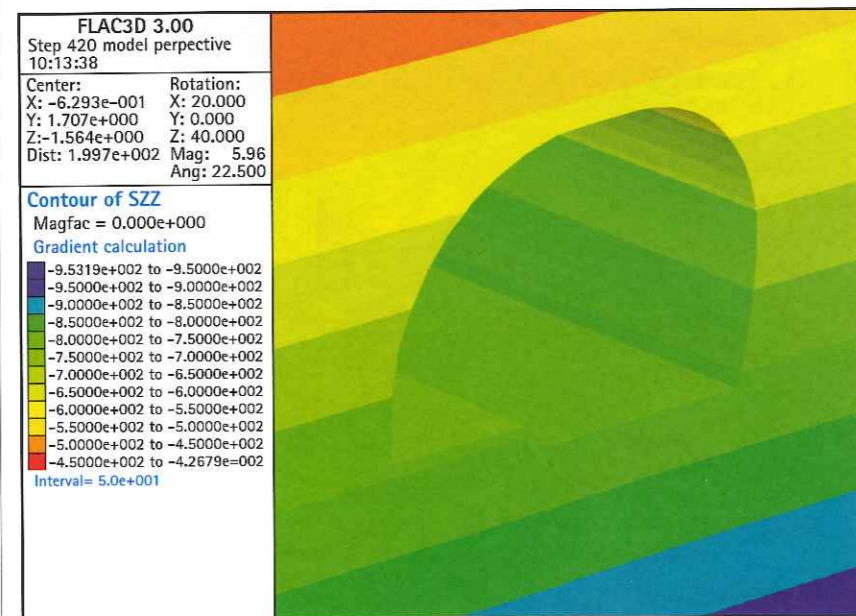 FLAC3D 3.00
Step 420 model perpective
10:13:38
Center:
X: -6.293e-001
Y: 1.707e+000
Z:-1.564e+000
Dist: 1.997e+002
Rotation:
X: 20.000
Y: 0.000
Z: 40.000
Mag: 5.96
Ang: 22.500
Contour of SZZ
Magfac = 0.000e+000
Gradient calculation
-9.5319e+002 to -9.5000e+002
-9.5000e+002 to -9.0000e+002
-9.0000e+002 to -8.5000e+002
-8.5000e+002 to -8.0000e+002
-8.0000e+002 to -7.5000e+002
-7.5000e+002 to -7.0000e+002
-7.0000e+002 to -6.5000e+002
-6.5000e+002 to -6.0000e+002
-6.0000e+002 to -5.5000e+002
-5.5000e+002 to -5.0000e+002
-5.0000e+002 to -4.5000e+002
-4.5000e+002 to -4.2679e=002
Interval= 5.0e+001